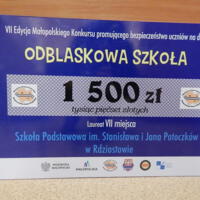 VII Edycja Małopolskiego Konkursu promującego bezpieczeństwo uczniów na d
ODBLASKOWA SZKOŁA
1 500 zł
tysiąc pięćset złotych
Laureat VII miejsca
Szkoła Podstawowa im. Stanisława i Jana Potoczków
w Rdziostowie
MAŁOPOLSKA